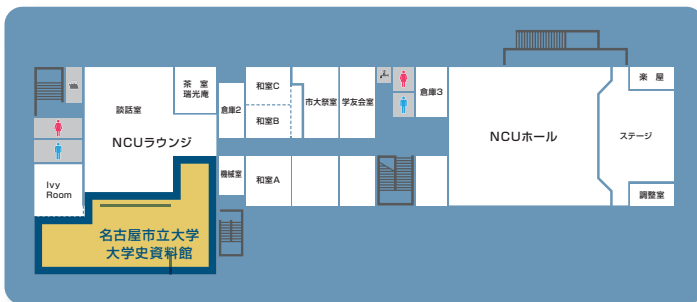 楽屋
茶室
瑞光庵
和室C
倉庫2
市大祭室
学友会室
倉庫3
談話室
和室B
NCUラウンジ
NCUホール
ステージ
機械室
和室A
Ivy
Room
調整室
名古屋市立大学
大学史資料館